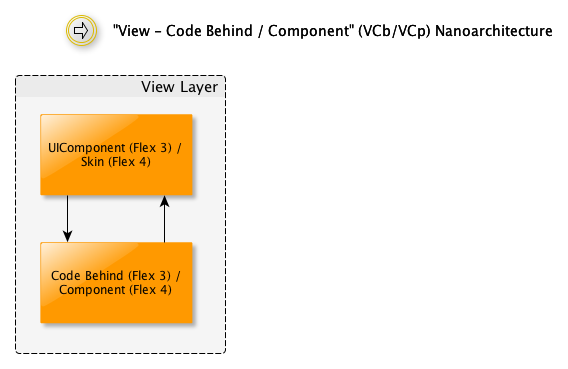 "View – Code Behind / Component" (VCb/VCp) Nanoarchitecture
View Layer
UIComponent (Flex 3) /
Skin (Flex 4)
Code Behind (Flex 3) /
Component (Flex 4)